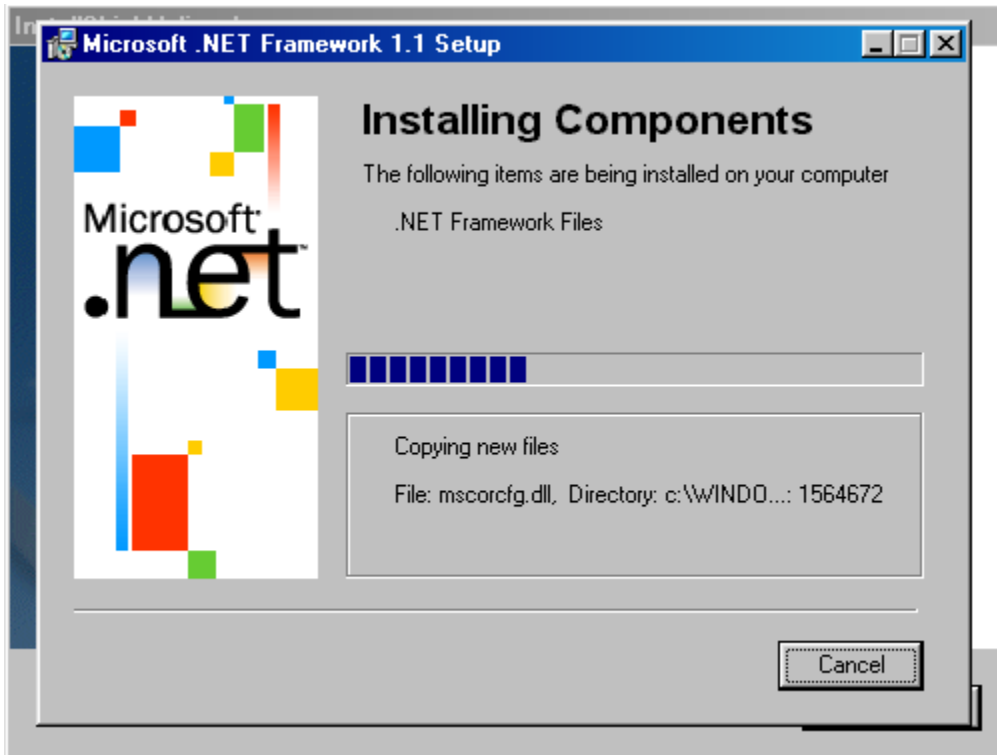 Microsoft .NET Framework 1.1 Setup
Installing Components
The following items are being installed on your computer
.NET Framework Files
Microsoft
.net
Copying new files
File: mscorcfg.dll, Directory: c:\WINDO...: 1564672
Cancel